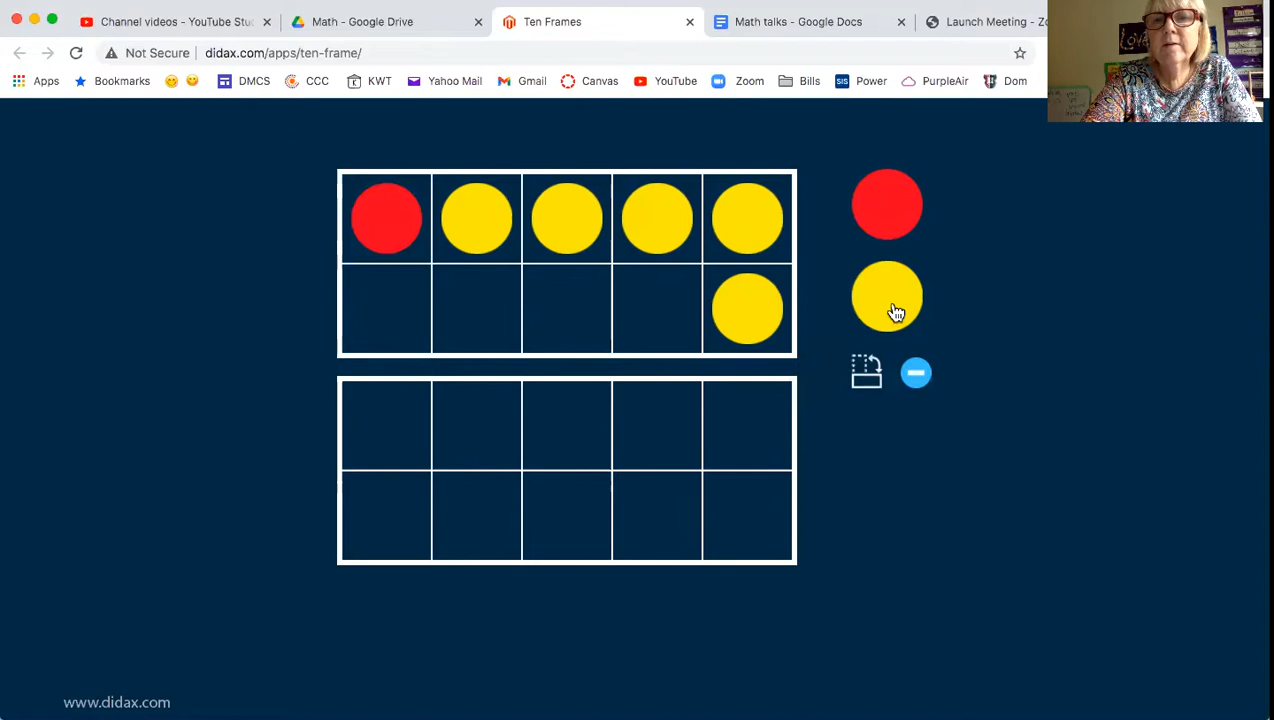 Channel videos - YouTube Stu
Math - Google Drive
Ten Frames
Math talks - Google Docs
Launch Meeting - Zo
Not Secure
didax.com/apps/ten-frame/
Apps
Bookmarks
DMCS
CCC
KWT
Yahoo Mail
Gmail
Canvas
YouTube
Zoom
Bills
SIS
Power
PurpleAir
Dom
www.didax.com